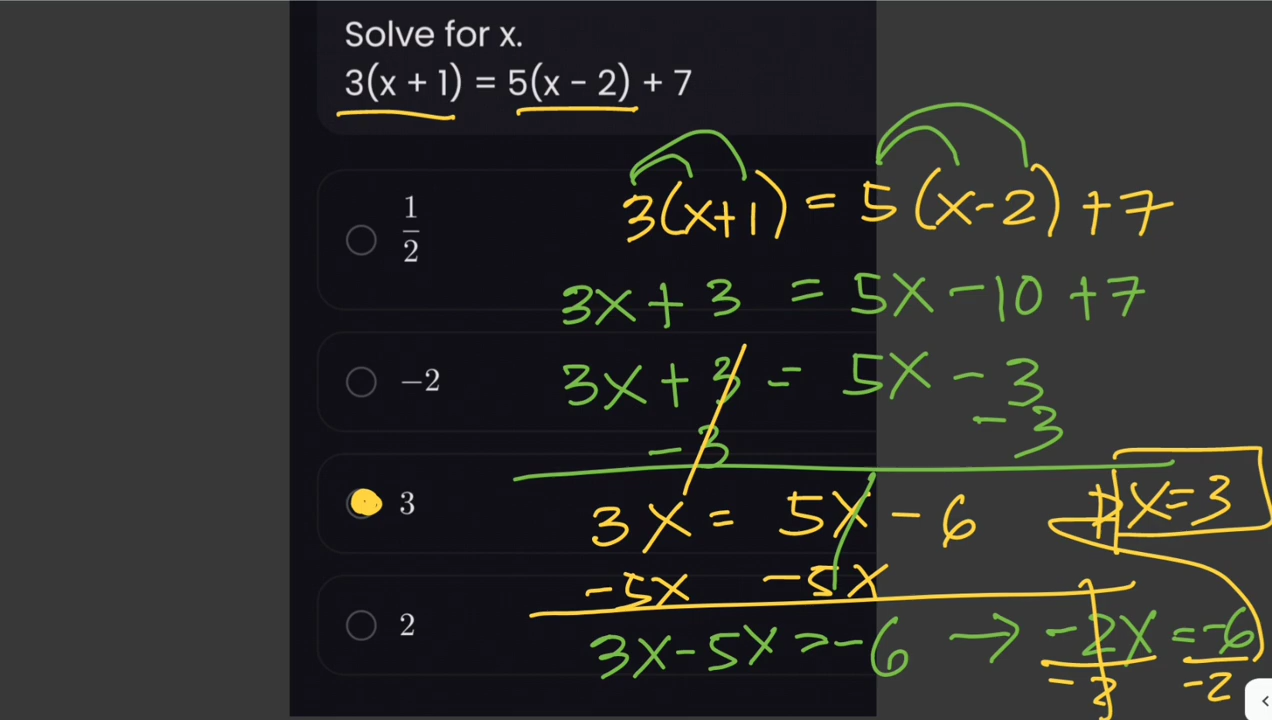 Solve for x.
3(x + 1) = 5(x - 2) + 7
1/2
3(x+1) = 5(x-2) +7
3x + 3 = 5x - 10 + 7
-2
3x + 3 = 5x - 3
-3 -3
3
3x = 5x - 6
x=3
-5x -5x
2
3x-5x=-6 → -2x = -6
-2 -2